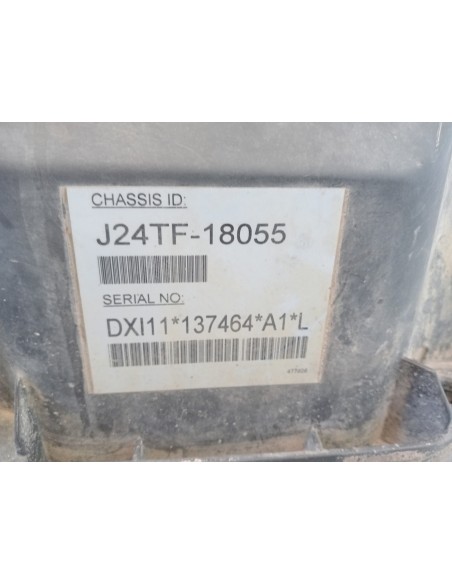 CHASSIS ID:
J24TF-18055
SERIAL NO:
DXI11*137464*A1*L